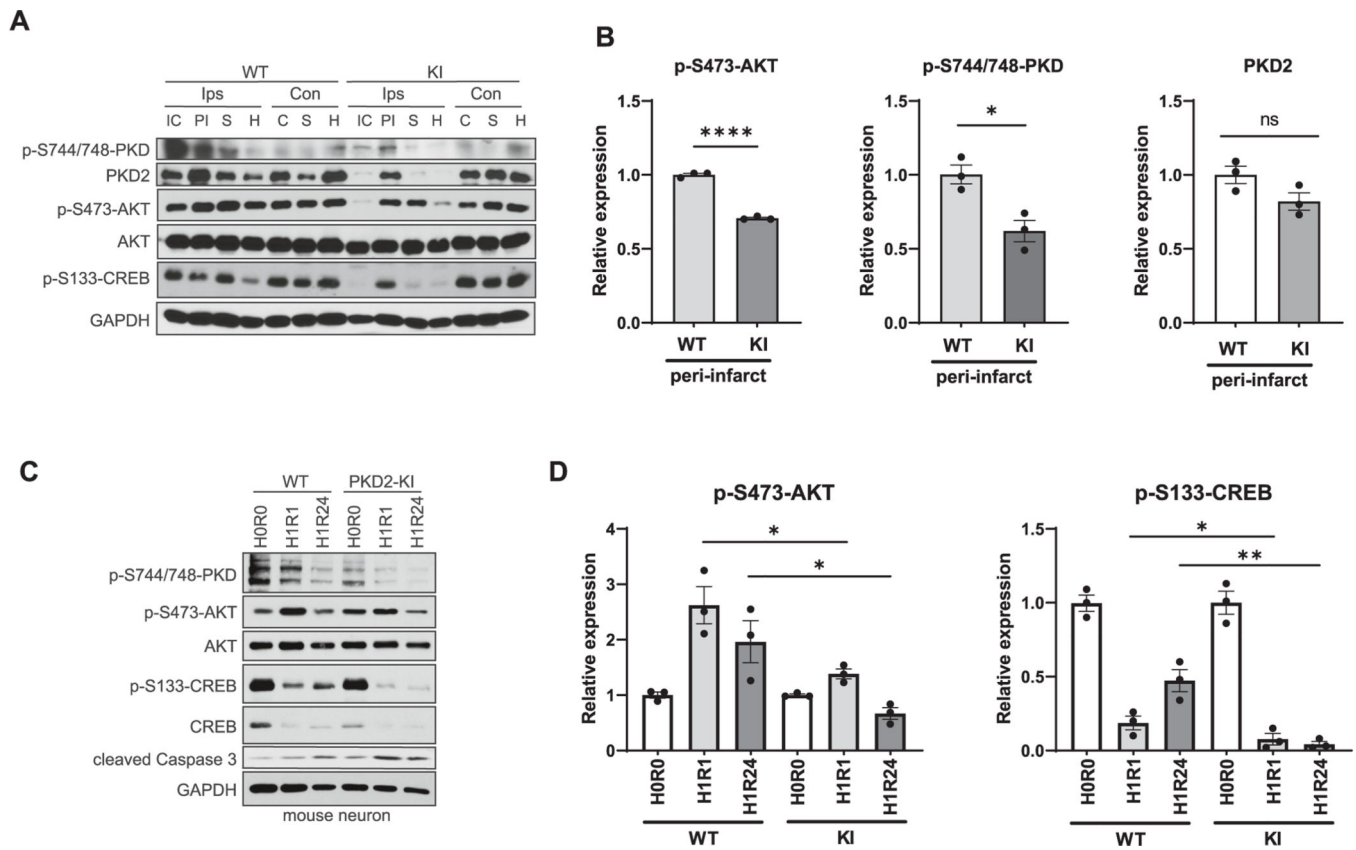 A
WT KI
Ips Con Ips Con
IC PI S H C S H IC PI S H C S H
p-S744/748-PKD
PKD2
p-S473-AKT
AKT
p-S133-CREB
GAPDH
B
p-S473-AKT
Relative expression
1.5
1.0
0.5
0.0
****
WT KI
peri-infarct
p-S744/748-PKD
Relative expression
1.5
1.0
0.5
0.0
*
WT KI
peri-infarct
PKD2
Relative expression
1.5
1.0
0.5
0.0
ns
WT KI
peri-infarct
C
WT PKD2-KI
H0R0 H1R1 H1R24 H0R0 H1R1 H1R24
p-S744/748-PKD
p-S473-AKT
AKT
p-S133-CREB
CREB
cleaved Caspase 3
GAPDH
mouse neuron
D
p-S473-AKT
Relative expression
4
3
2
1
0
*
*
H0R0 H1R1 H1R24 H0R0 H1R1 H1R24
WT KI
p-S133-CREB
Relative expression
1.5
1.0
0.5
0.0
*
**
H0R0 H1R1 H1R24 H0R0 H1R1 H1R24
WT KI